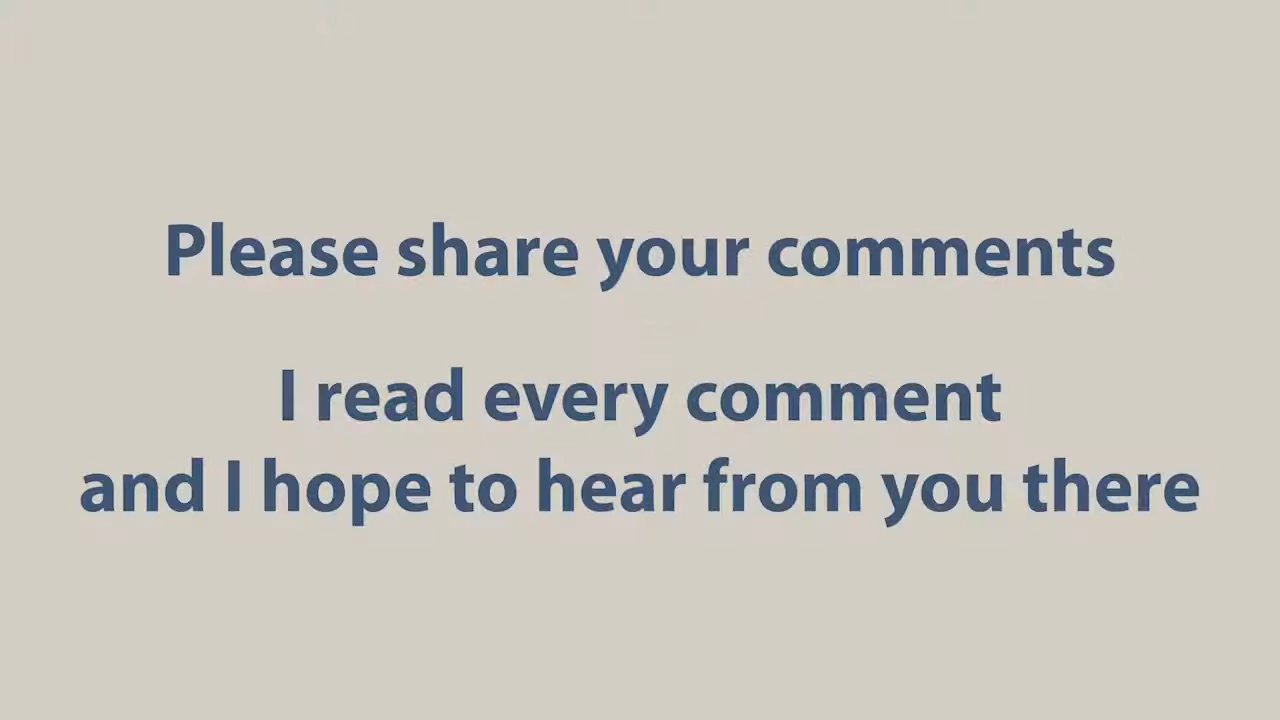 Please share your comments
I read every comment
and I hope to hear from you there